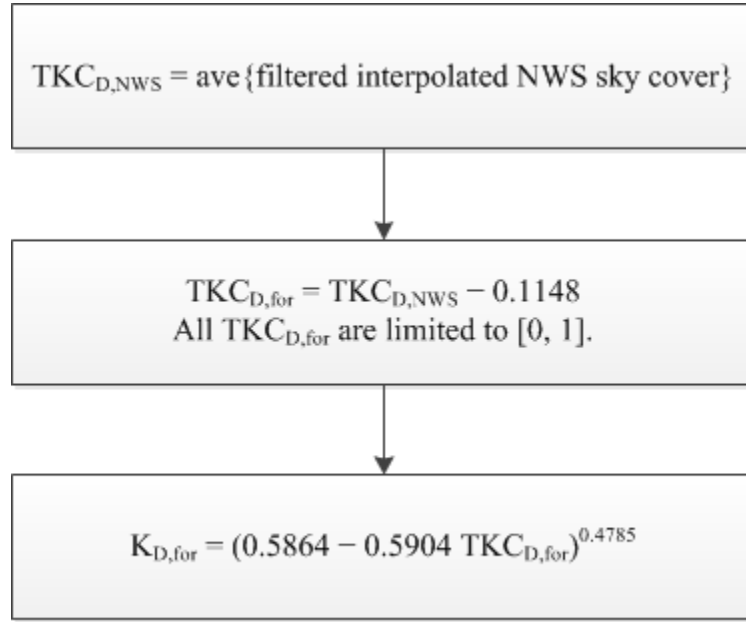 TKC_D,NWS = ave{filtered interpolated NWS sky cover}
TKC_D,for = TKC_D,NWS − 0.1148
All TKC_D,for are limited to [0, 1].
K_D,for = (0.5864 − 0.5904 TKC_D,for)^0.4785